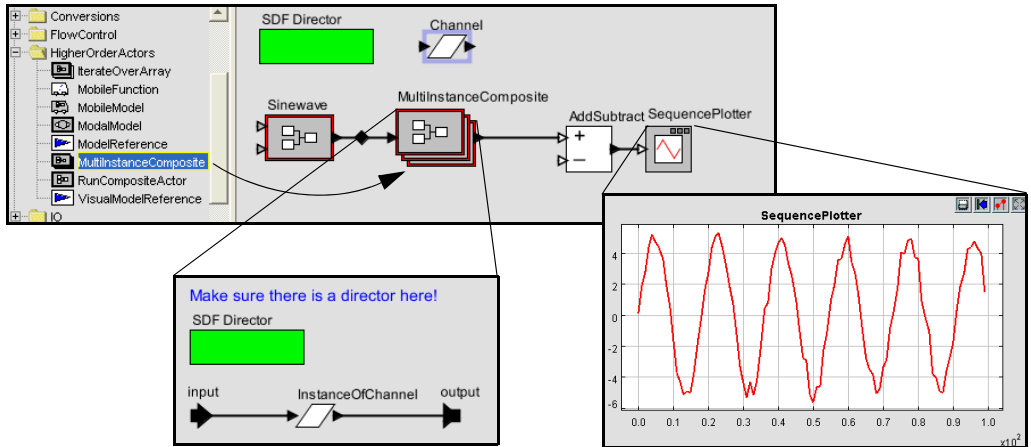 Conversions
FlowControl
HigherOrderActors
IterateOverArray
MobileFunction
MobileModel
ModalModel
ModelReference
MultiInstanceComposite
RunCompositeActor
VisualModelReference
IO
SDF Director
Channel
Sinewave
MultiInstanceComposite
AddSubtract
SequencePlotter
+
−
Make sure there is a director here!
SDF Director
input
InstanceOfChannel
output
SequencePlotter
4
2
0
-2
-4
-6
0.0 0.1 0.2 0.3 0.4 0.5 0.6 0.7 0.8 0.9 1.0
x10²